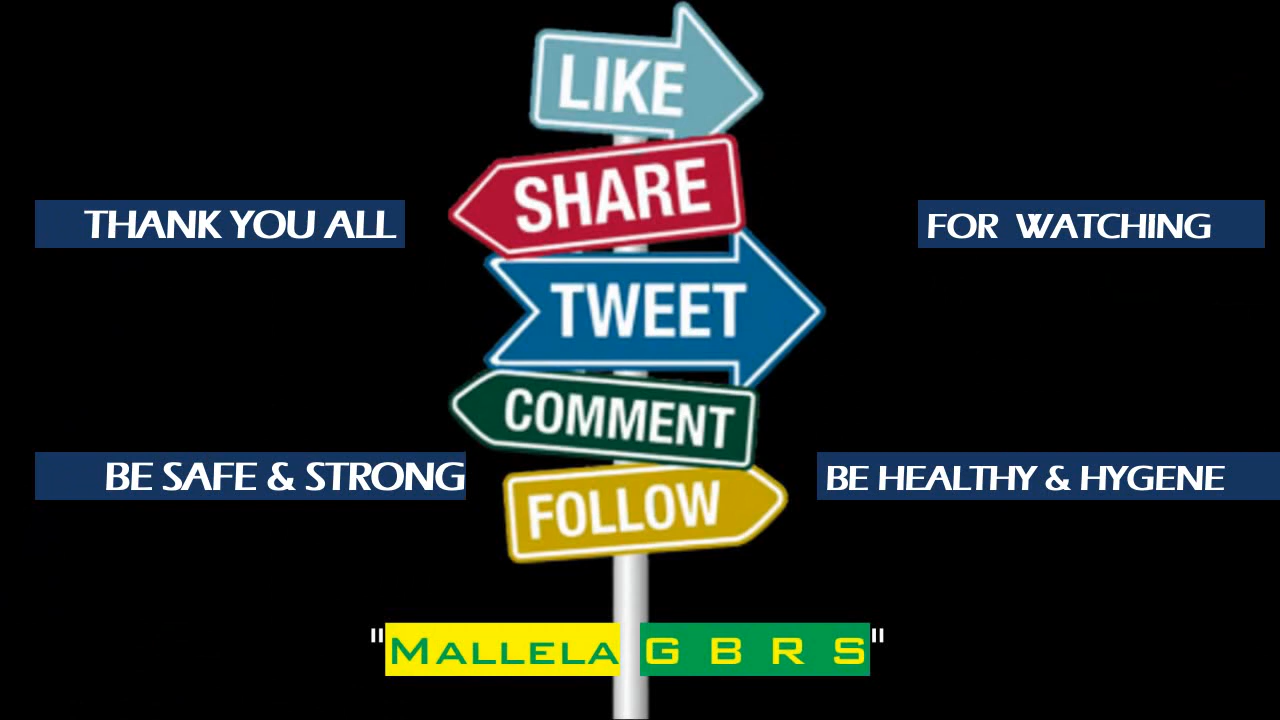 LIKE
SHARE
THANK YOU ALL
FOR WATCHING
TWEET
COMMENT
BE SAFE & STRONG
BE HEALTHY & HYGENE
FOLLOW
"MALLELA G B R S"